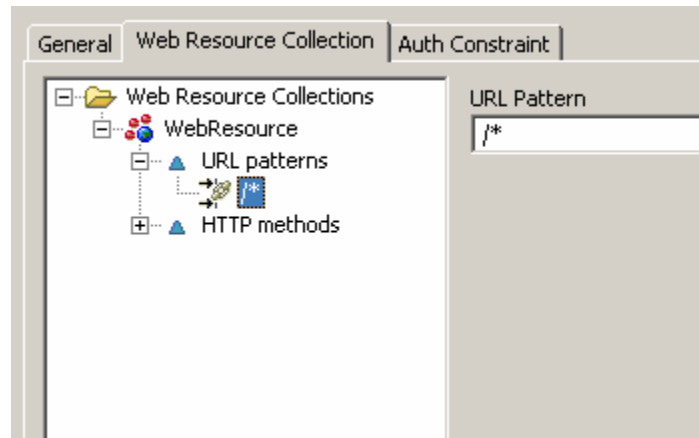 General Web Resource Collection Auth Constraint
Web Resource Collections
URL Pattern
WebResource
/*
URL patterns
/*
HTTP methods